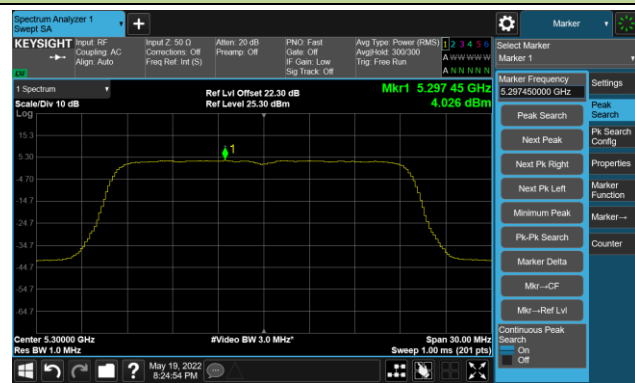 Spectrum Analyzer 1
Swept SA
+
Marker
KEYSIGHT
Input: RF
Coupling: AC
Align: Auto
Input Z: 50 Ω
Corrections: Off
Freq Ref: Int (S)
Atten: 20 dB
Preamp: Off
PNO: Fast
Gate: Off
IF Gain: Low
Sig Track: Off
Avg Type: Power (RMS)
Avg|Hold: 300/300
Trig: Free Run
1 2 3 4 5 6
A W W W W W
A N N N N N
LW
Select Marker
Marker 1
1 Spectrum
Scale/Div 10 dB
Log
Ref Lvl Offset 22.30 dB
Ref Level 25.30 dBm
Mkr1 5.297 45 GHz
4.026 dBm
15.3
5.30
-4.70
-14.7
-24.7
-34.7
-44.7
-54.7
-64.7
1
Center 5.30000 GHz
Res BW 1.0 MHz
#Video BW 3.0 MHz*
Span 30.00 MHz
Sweep 1.00 ms (201 pts)
Marker Frequency
5.297450000 GHz
Peak Search
Next Peak
Next Pk Right
Next Pk Left
Minimum Peak
Pk-Pk Search
Marker Delta
Mkr→CF
Mkr→Ref Lvl
Continuous Peak
Search
On
Off
Settings
Peak
Search
Pk Search
Config
Properties
Marker
Function
Marker→
Counter
?
May 19, 2022
8:24:54 PM